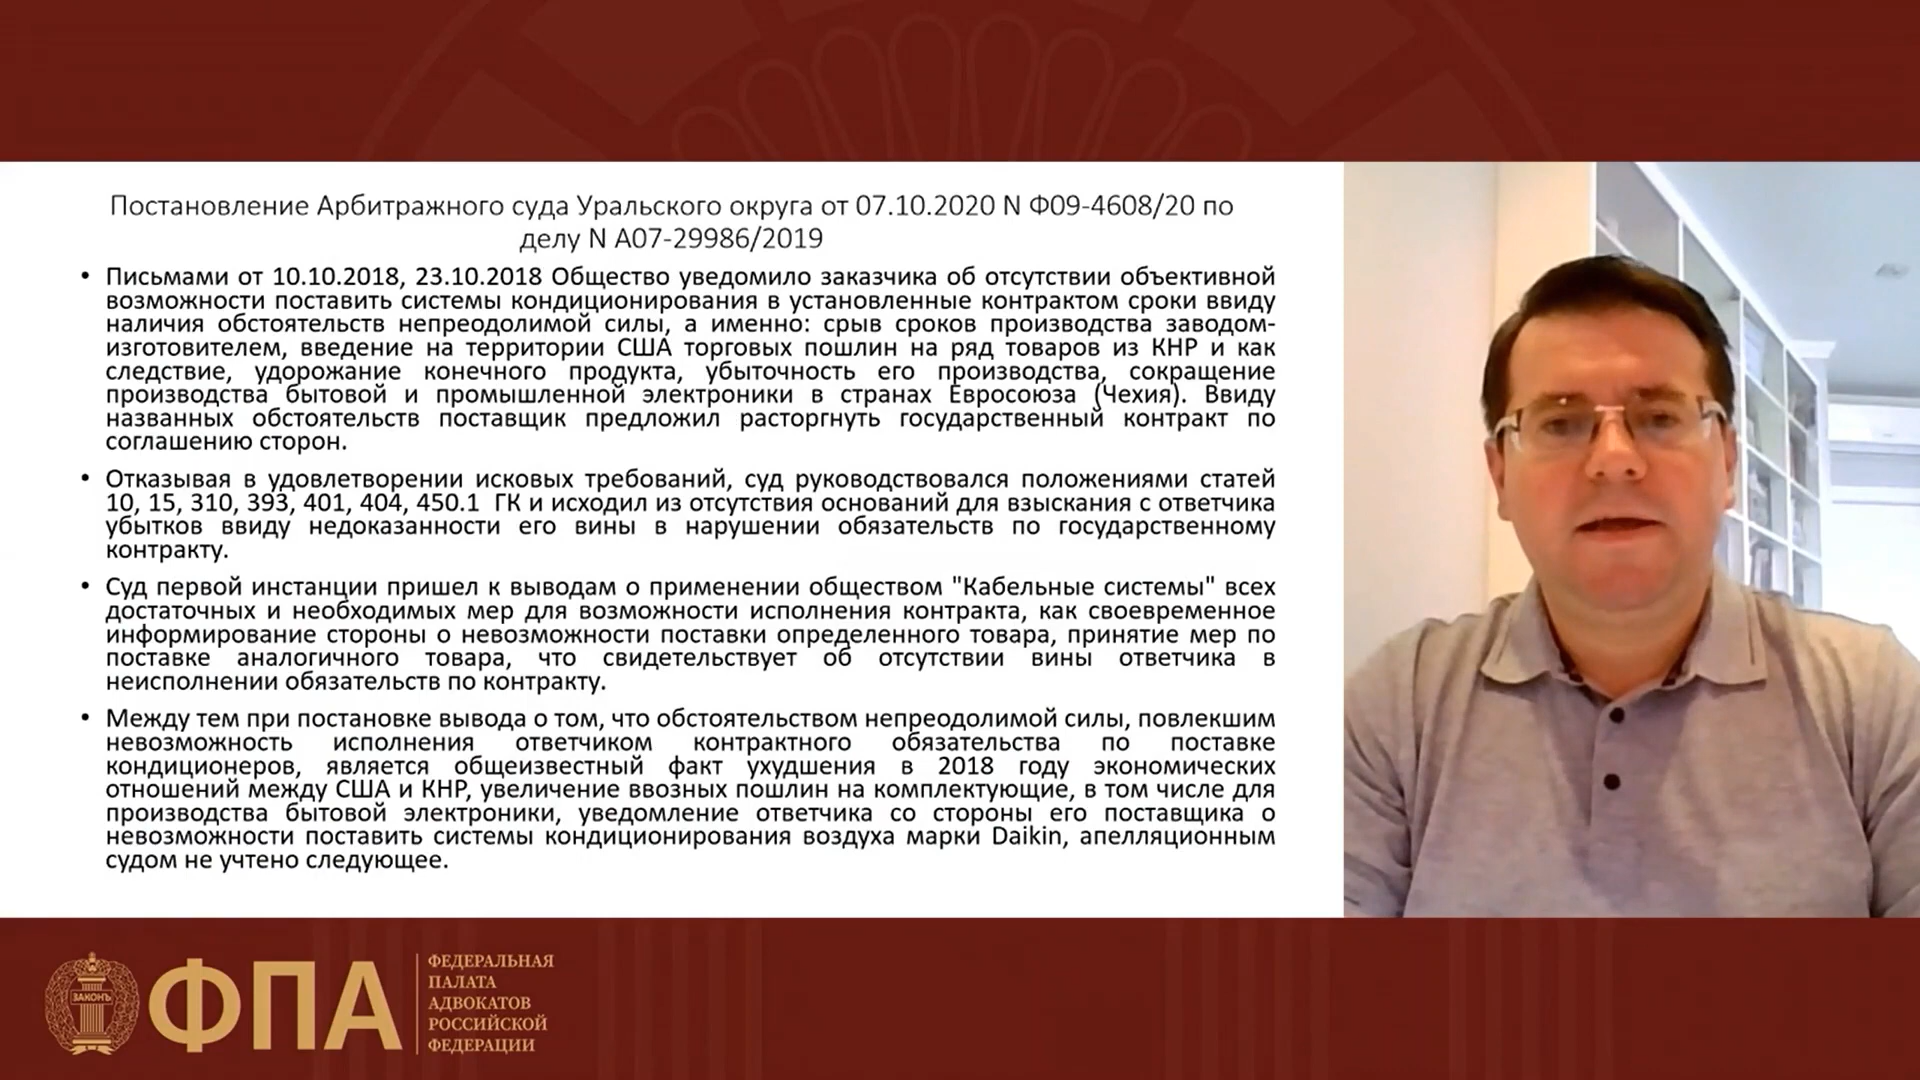 Постановление Арбитражного суда Уральского округа от 07.10.2020 N Ф09-4608/20 по
делу N А07-29986/2019
• Письмами от 10.10.2018, 23.10.2018 Общество уведомило заказчика об отсутствии объективной
возможности поставить системы кондиционирования в установленные контрактом сроки ввиду
наличия обстоятельств непреодолимой силы, а именно: срыв сроков производства заводом-
изготовителем, введение на территории США торговых пошлин на ряд товаров из КНР и как
следствие, удорожание конечного продукта, убыточность его производства, сокращение
производства бытовой и промышленной электроники в странах Евросоюза (Чехия). Ввиду
названных обстоятельств поставщик предложил расторгнуть государственный контракт по
соглашению сторон.
• Отказывая в удовлетворении исковых требований, суд руководствовался положениями статей
10, 15, 310, 393, 401, 404, 450.1 ГК и исходил из отсутствия оснований для взыскания с ответчика
убытков ввиду недоказанности его вины в нарушении обязательств по государственному
контракту.
• Суд первой инстанции пришел к выводам о применении обществом "Кабельные системы" всех
достаточных и необходимых мер для возможности исполнения контракта, как своевременное
информирование стороны о невозможности поставки определенного товара, принятие мер по
поставке аналогичного товара, что свидетельствует об отсутствии вины ответчика в
неисполнении обязательств по контракту.
• Между тем при постановке вывода о том, что обстоятельством непреодолимой силы, повлекшим
невозможность исполнения ответчиком контрактного обязательства по поставке
кондиционеров, является общеизвестный факт ухудшения в 2018 году экономических
отношений между США и КНР, увеличение ввозных пошлин на комплектующие, в том числе для
производства бытовой электроники, уведомление ответчика со стороны его поставщика о
невозможности поставить системы кондиционирования воздуха марки Daikin, апелляционным
судом не учтено следующее.
ЗАКОНЪ
ФПА
ФЕДЕРАЛЬНАЯ
ПАЛАТА
АДВОКАТОВ
РОССИЙСКОЙ
ФЕДЕРАЦИИ